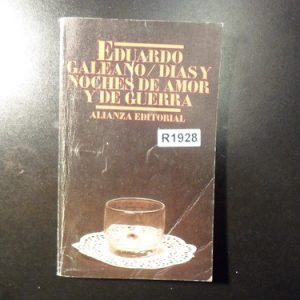 EDUARDO
GALEANO/DIAS Y
NOCHES DE AMOR
Y DE GUERRA
ALIANZA EDITORIAL
R1928